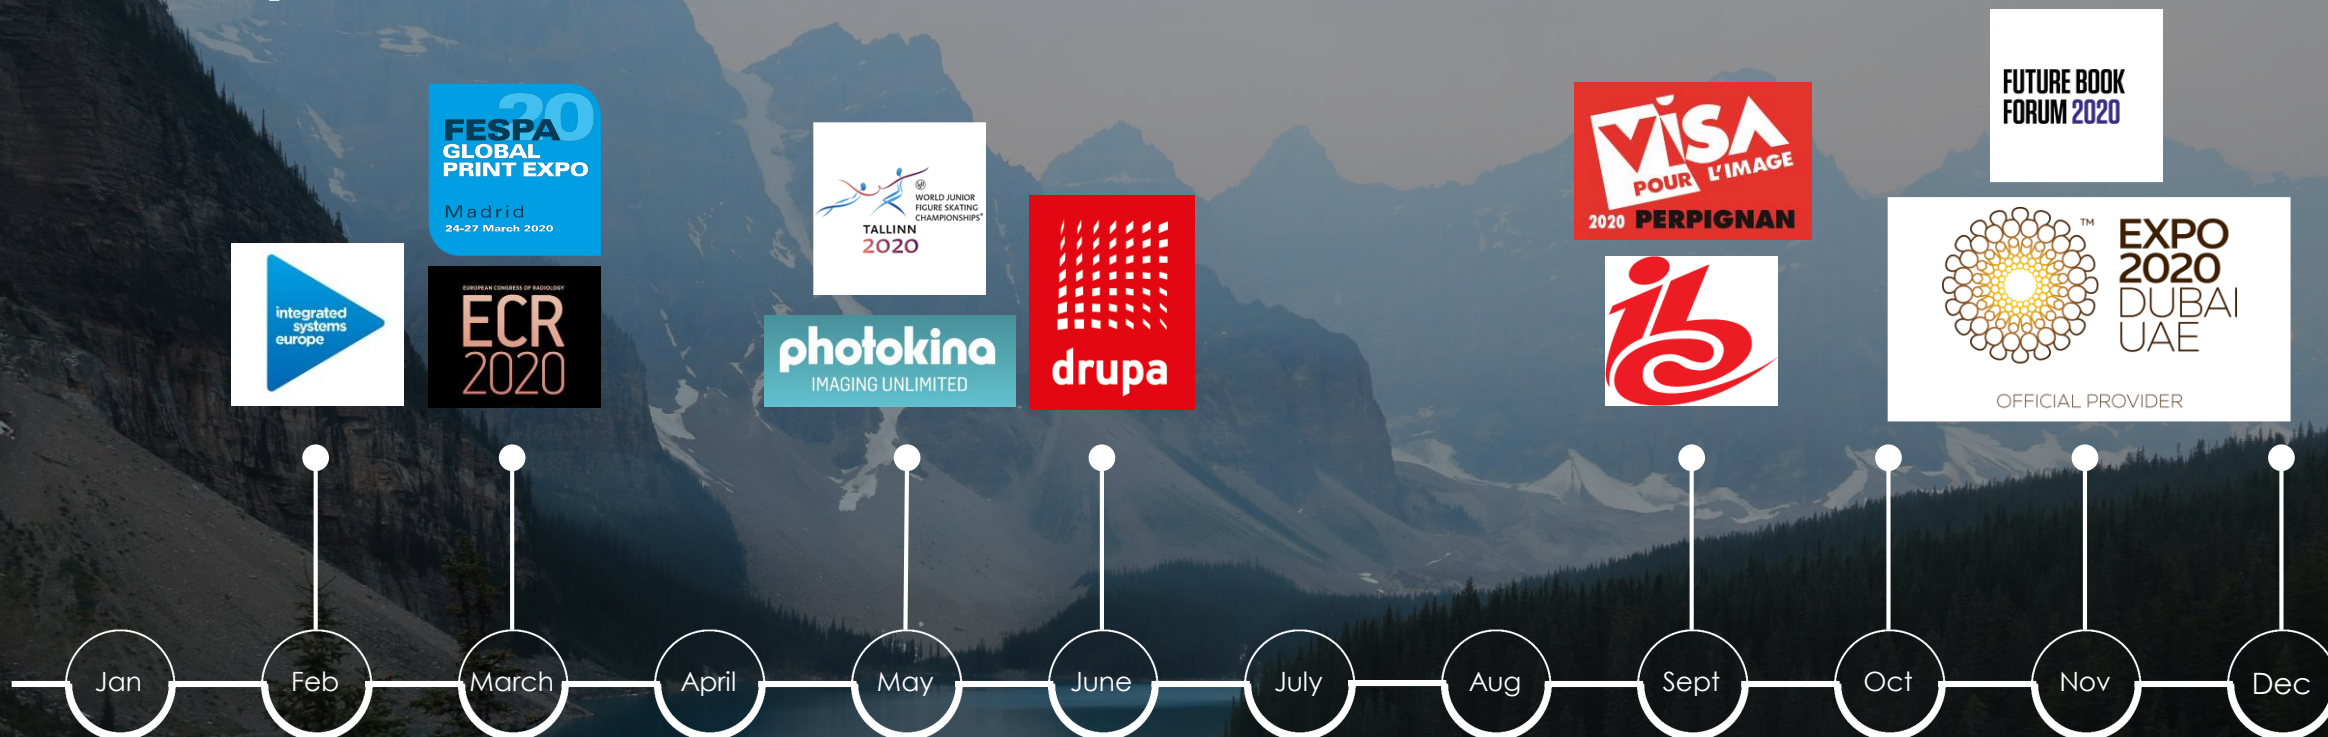 integrated
systems
europe
20
FESPA
GLOBAL
PRINT EXPO
Madrid
24-27 March 2020
EUROPEAN CONGRESS OF RADIOLOGY
ECR
2020
WORLD JUNIOR
FIGURE SKATING
CHAMPIONSHIPS®
TALLINN
2020
photokina
IMAGING UNLIMITED
drupa
VISA
POUR L'IMAGE
2020 PERPIGNAN
ibc
FUTURE BOOK
FORUM 2020
EXPO
2020
DUBAI
UAE
™
OFFICIAL PROVIDER
Jan Feb March April May June July Aug Sept Oct Nov Dec